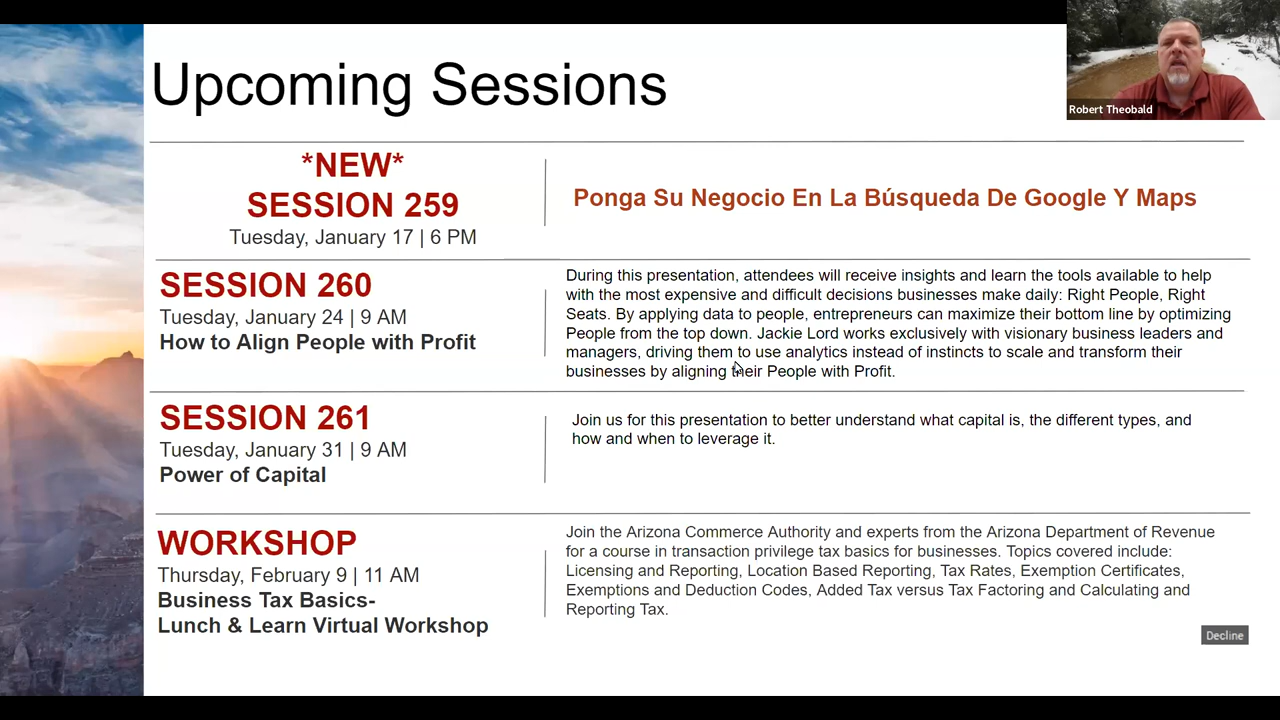 Upcoming Sessions
Robert Theobald
*NEW*
SESSION 259
Tuesday, January 17 | 6 PM
Ponga Su Negocio En La Búsqueda De Google Y Maps
SESSION 260
Tuesday, January 24 | 9 AM
How to Align People with Profit
During this presentation, attendees will receive insights and learn the tools available to help
with the most expensive and difficult decisions businesses make daily: Right People, Right
Seats. By applying data to people, entrepreneurs can maximize their bottom line by optimizing
People from the top down. Jackie Lord works exclusively with visionary business leaders and
managers, driving them to use analytics instead of instincts to scale and transform their
businesses by aligning their People with Profit.
SESSION 261
Tuesday, January 31 | 9 AM
Power of Capital
Join us for this presentation to better understand what capital is, the different types, and
how and when to leverage it.
WORKSHOP
Thursday, February 9 | 11 AM
Business Tax Basics-
Lunch & Learn Virtual Workshop
Join the Arizona Commerce Authority and experts from the Arizona Department of Revenue
for a course in transaction privilege tax basics for businesses. Topics covered include:
Licensing and Reporting, Location Based Reporting, Tax Rates, Exemption Certificates,
Exemptions and Deduction Codes, Added Tax versus Tax Factoring and Calculating and
Reporting Tax.
Decline